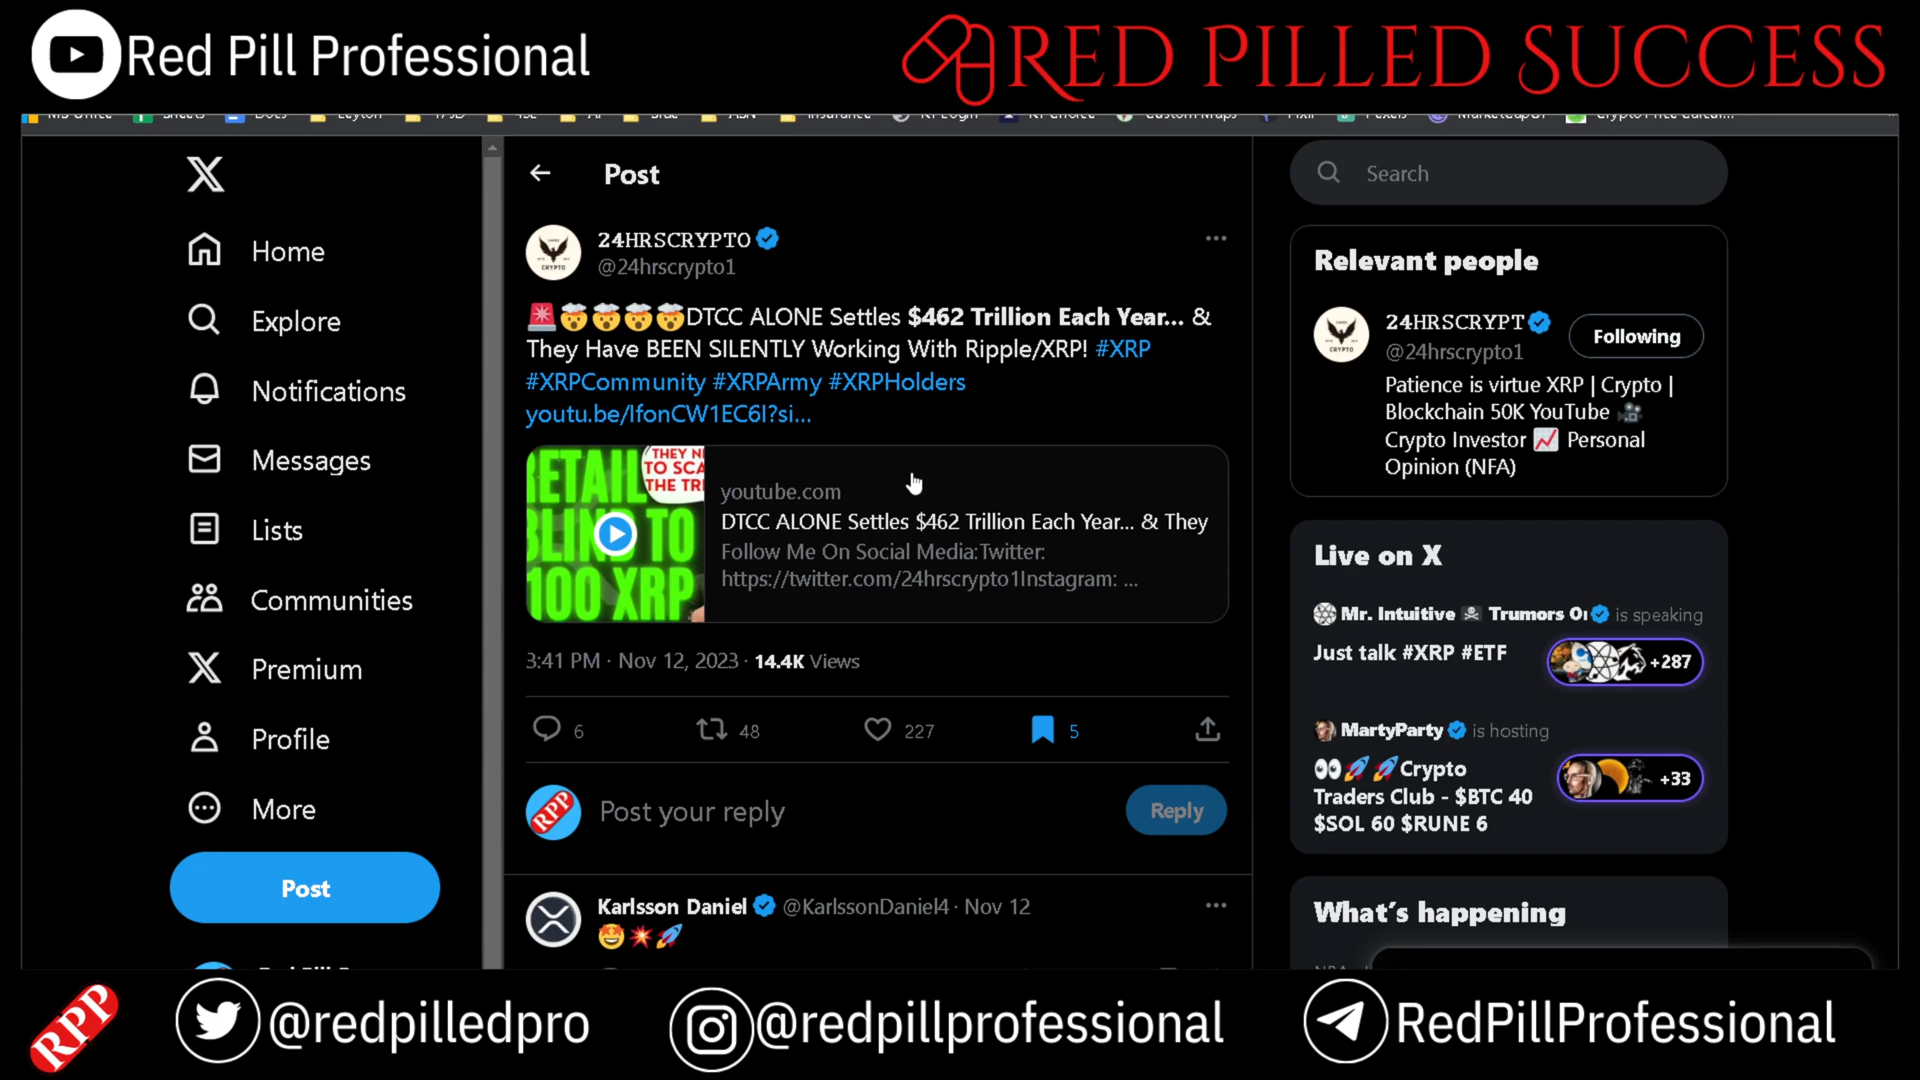 Red Pill Professional
RED PILLED SUCCESS
Home
Explore
Notifications
Messages
Lists
Communities
Premium
Profile
More
Post
Post
24HRSCRYPTO
@24hrscrypto1
DTCC ALONE Settles $462 Trillion Each Year... &
They Have BEEN SILENTLY Working With Ripple/XRP! #XRP
#XRPCommunity #XRPArmy #XRPHolders
youtu.be/IfonCW1EC6I?si...
THEY N
TO SCA
THE TR
RETAIL
BLIND TO
100 XRP
youtube.com
DTCC ALONE Settles $462 Trillion Each Year... & They
Follow Me On Social Media:Twitter:
https://twitter.com/24hrscrypto1Instagram: ...
3:41 PM · Nov 12, 2023 · 14.4K Views
6 48 227 5
RPP
Post your reply
Reply
Karlsson Daniel @KarlssonDaniel4 · Nov 12
Search
Relevant people
24HRSCRYPT
@24hrscrypto1
Following
Patience is virtue XRP | Crypto |
Blockchain 50K YouTube
Crypto Investor Personal
Opinion (NFA)
Live on X
Mr. Intuitive Trumors is speaking
Just talk #XRP #ETF
+287
MartyParty is hosting
Crypto
Traders Club - $BTC 40
$SOL 60 $RUNE 6
+33
What's happening
RPP
@redpilledpro
@redpillprofessional
RedPillProfessional